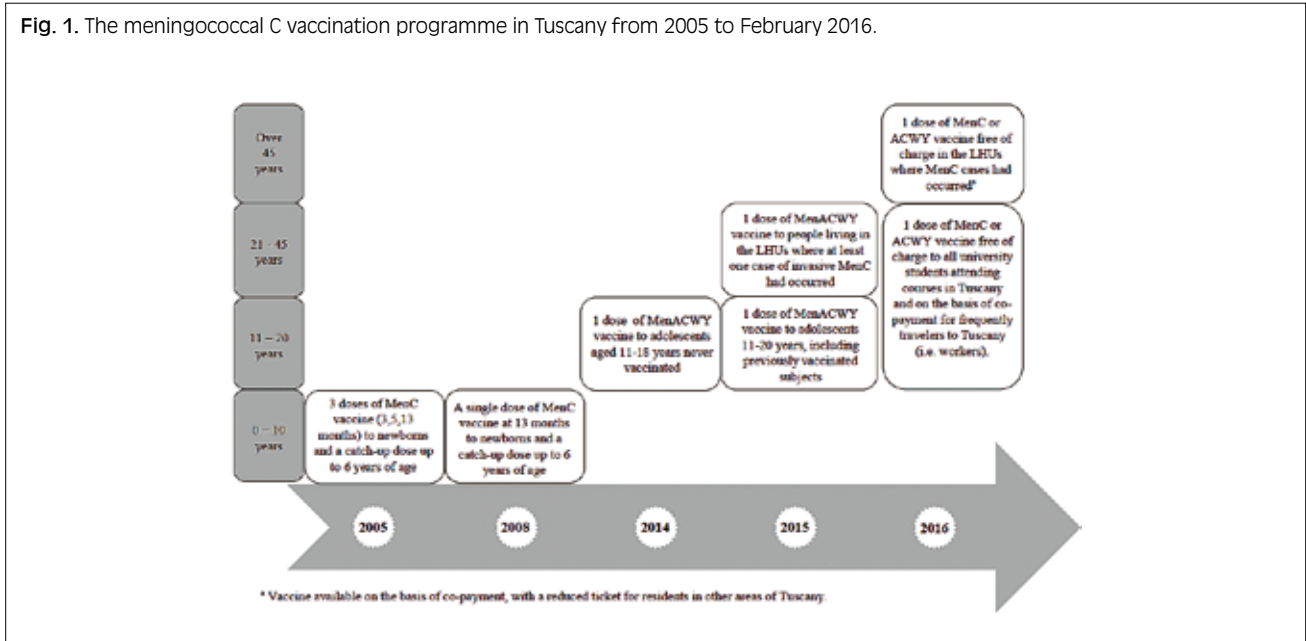 Fig. 1. The meningococcal C vaccination programme in Tuscany from 2005 to February 2016.
Over
45
years
1 dose of MenC or
ACWY vaccine free of
charge in the LHUs
where MenC cases had
occurred*
21 - 45
years
1 dose of MenACWY
vaccine to people living in
the LHUs where at least
one case of invasive MenC
had occurred
1 dose of MenC or
ACWY vaccine free of
charge to all university
students attending
courses in Tuscany
and on the basis of co-
payment for frequently
travelers to Tuscany
(i.e. workers).
11 – 20
years
1 dose of MenACWY
vaccine to adolescents
aged 11-18 years never
vaccinated
1 dose of MenACWY
vaccine to adolescents
11-20 years, including
previously vaccinated
subjects
0 – 10
years
3 doses of MenC
vaccine (3,5,13
months) to newborns
and a catch-up dose up
to 6 years of age
A single dose of MenC
vaccine at 13 months
to newborns and a
catch-up dose up to 6
years of age
2005
2008
2014
2015
2016
* Vaccine available on the basis of co-payment, with a reduced ticket for residents in other areas of Tuscany.